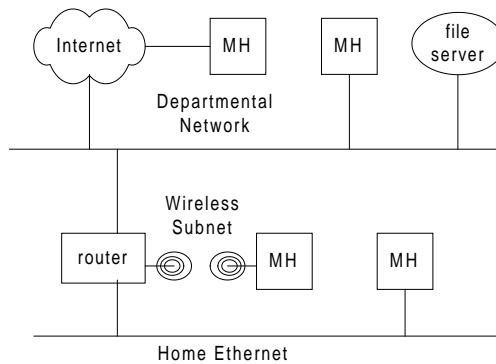 Internet
MH
MH
file
server
Departmental
Network
Wireless
Subnet
router
MH
MH
Home Ethernet